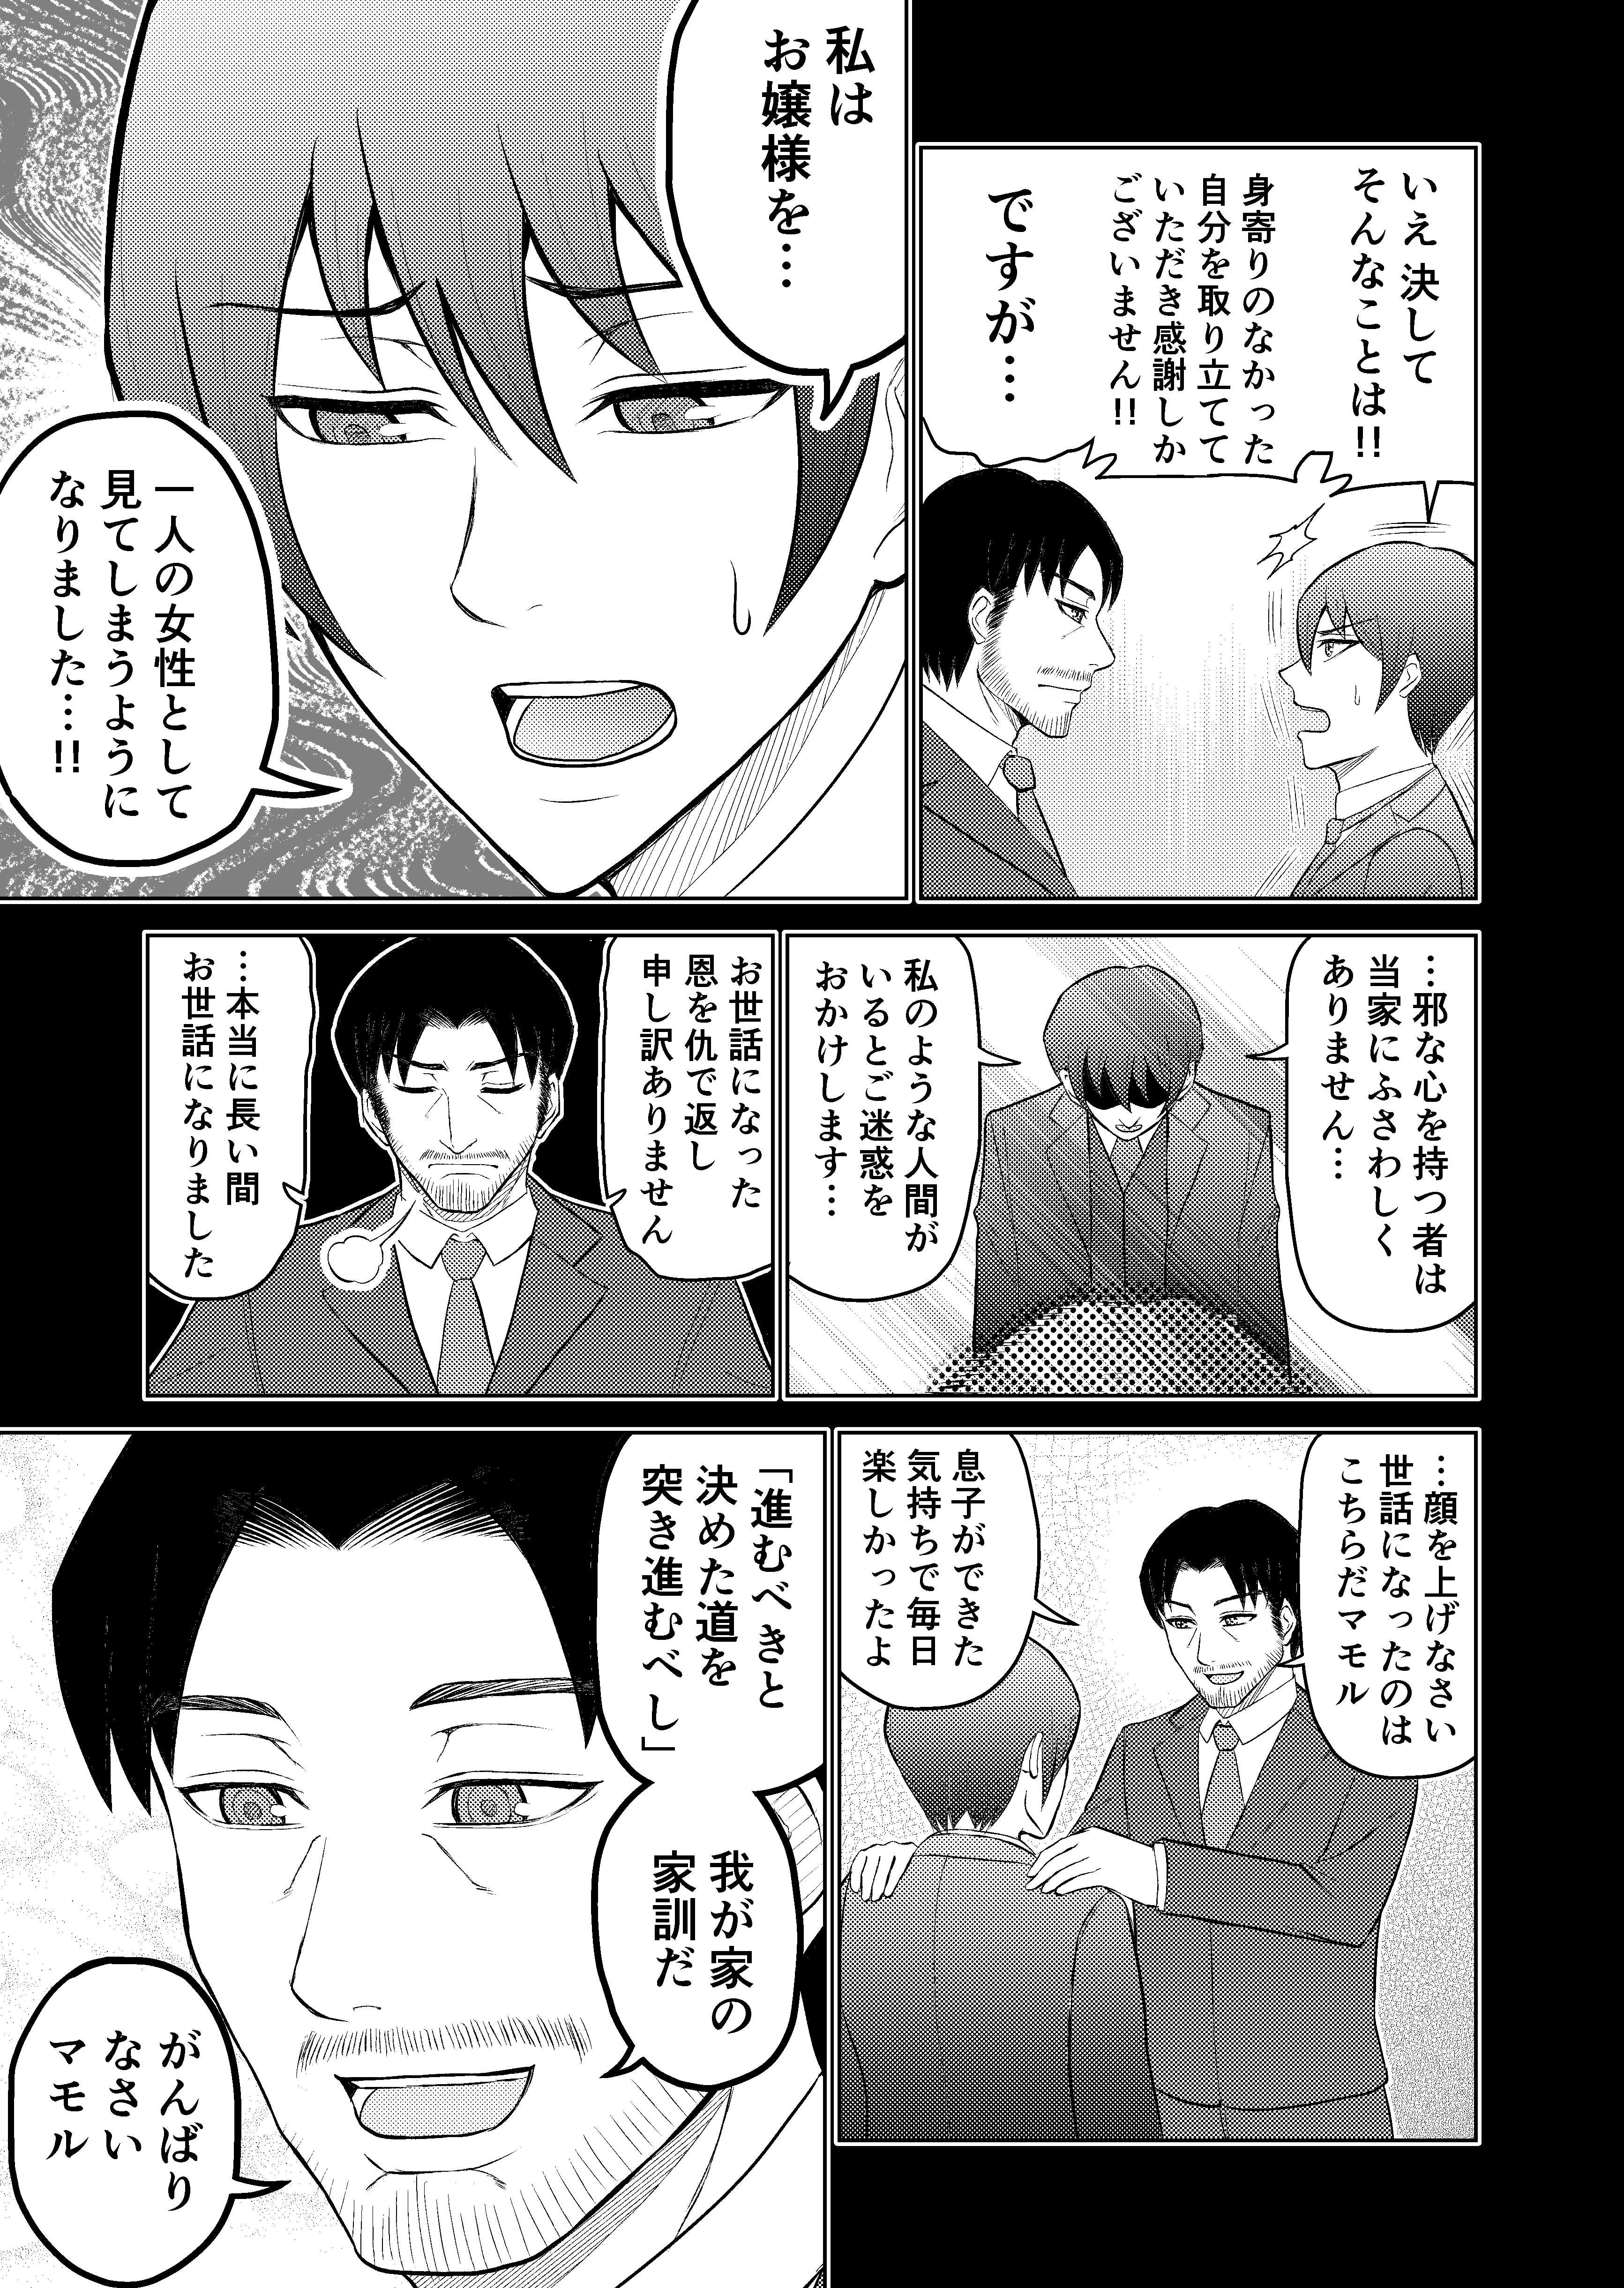 いえ決して
そんなことは!!
身寄りのなかった
自分を取り立てて
いただき感謝しか
ございません!!
ですが…
私は
お嬢様を…
一人の女性として
見てしまうように
なりました…!!
…邪な心を持つ者は
当家にふさわしく
ありません…
私のような人間が
いるとご迷惑を
おかけします…
お世話になった
恩を仇で返し
申し訳ありません
…本当に長い間
お世話になりました
…顔を上げなさい
世話になったのは
こちらだマモル
息子ができた
気持ちで毎日
楽しかったよ
「進むべきと
決めた道を
突き進むべし」
我が家の
家訓だ
がんばり
なさい
マモル